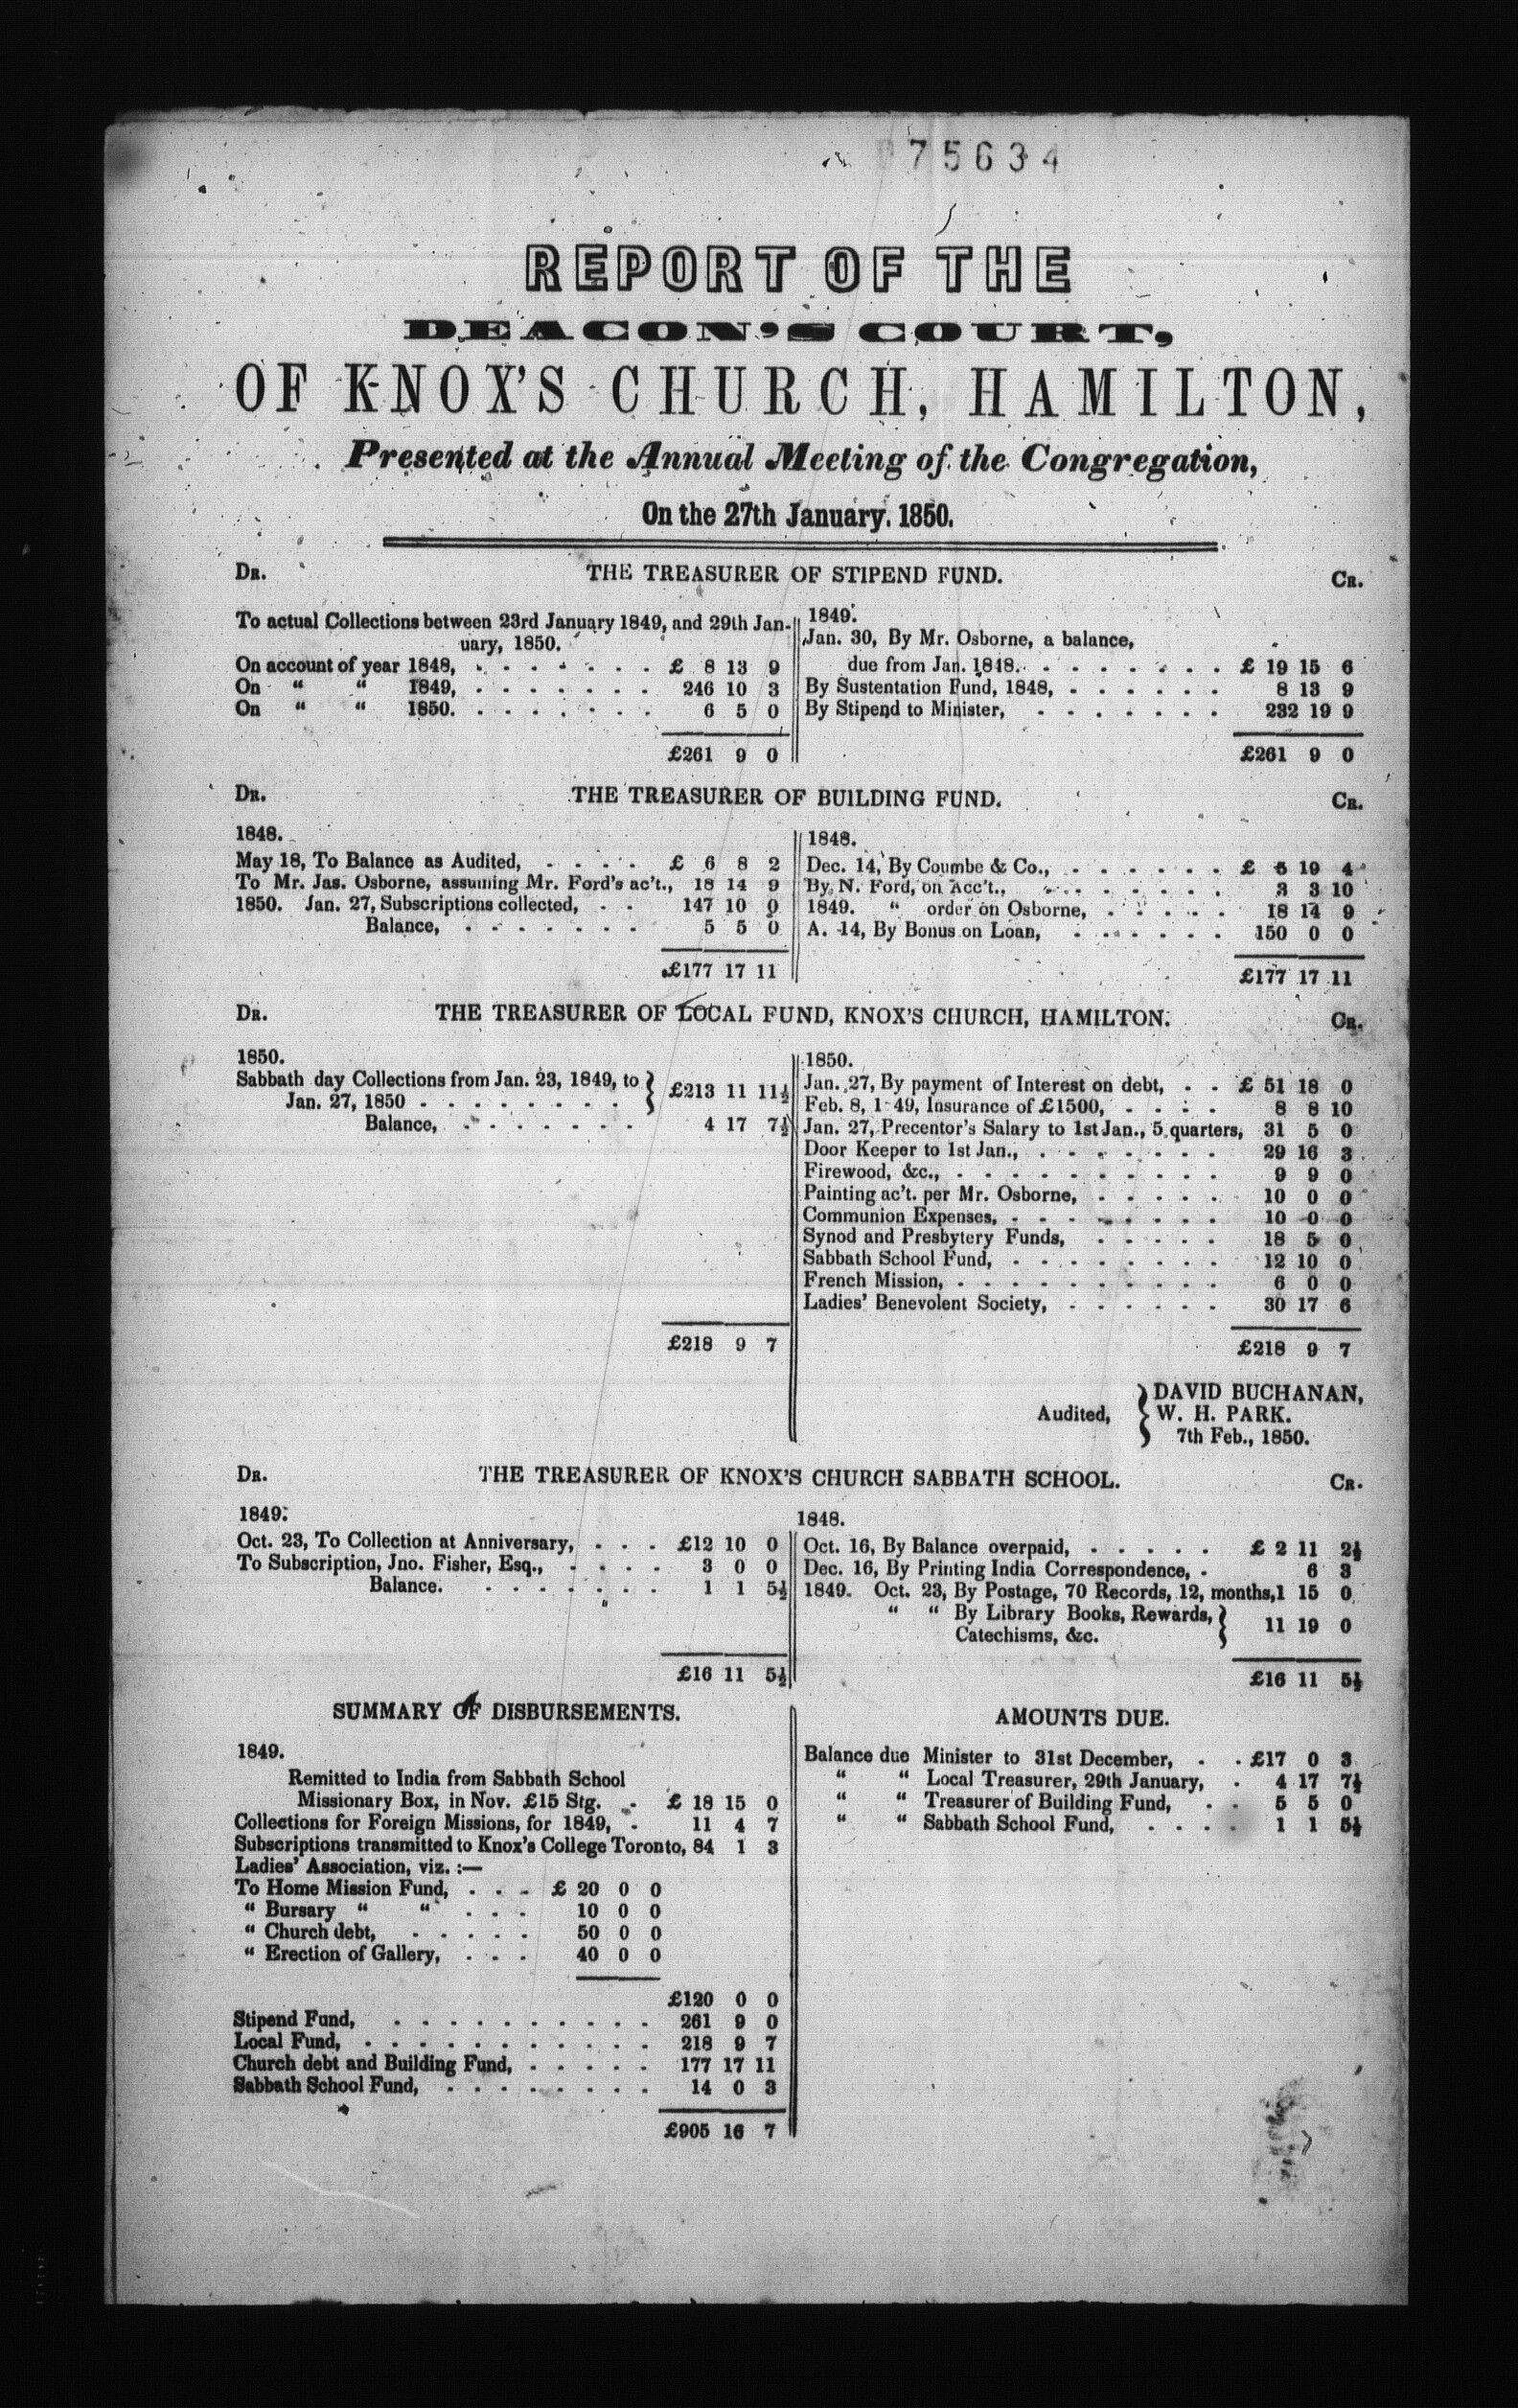 75634
REPORT OF THE
DEACON'S COURT,
OF KNOX'S CHURCH, HAMILTON,
Presented at the Annual Meeting of the Congregation,
On the 27th January. 1850.
DR. THE TREASURER OF STIPEND FUND. CR.
To actual Collections between 23rd January 1849, and 29th Jan-
uary, 1850.
On account of year 1848, £ 8 13 9
On “ “ 1849, 246 10 3
On “ “ 1850. 6 5 0
£261 9 0
1849.
Jan. 30, By Mr. Osborne, a balance,
due from Jan. 1848. £ 19 15 6
By Sustentation Fund, 1848, 8 13 9
By Stipend to Minister, 232 19 9
£261 9 0
DR. THE TREASURER OF BUILDING FUND. CR.
1848.
May 18, To Balance as Audited, £ 6 8 2
To Mr. Jas. Osborne, assuming Mr. Ford's ac't., 18 14 9
1850. Jan. 27, Subscriptions collected, 147 10 0
Balance, 5 5 0
£177 17 11
1848.
Dec. 14, By Coumbe & Co., £ 5 19 4
By N. Ford, on Acc't., 3 3 10
1849. “ order on Osborne, 18 14 9
A. 14, By Bonus on Loan, 150 0 0
£177 17 11
DR. THE TREASURER OF LOCAL FUND, KNOX'S CHURCH, HAMILTON. CR.
1850.
Sabbath day Collections from Jan. 23, 1849, to
Jan. 27, 1850 £213 11 11½
Balance, 4 17 7½
£218 9 7
1850.
Jan. 27, By payment of Interest on debt, £ 51 18 0
Feb. 8, 1 49, Insurance of £1500, 8 8 10
Jan. 27, Precentor's Salary to 1st Jan., 5 quarters, 31 5 0
Door Keeper to 1st Jan., 29 16 3
Firewood, &c., 9 9 0
Painting ac't. per Mr. Osborne, 10 0 0
Communion Expenses, 10 0 0
Synod and Presbytery Funds, 18 5 0
Sabbath School Fund, 12 10 0
French Mission, 6 0 0
Ladies' Benevolent Society, 30 17 6
£218 9 7
Audited, DAVID BUCHANAN,
W. H. PARK.
7th Feb., 1850.
DR. THE TREASURER OF KNOX'S CHURCH SABBATH SCHOOL. CR.
1849.
Oct. 23, To Collection at Anniversary, £12 10 0
To Subscription, Jno. Fisher, Esq., 3 0 0
Balance. 1 1 5½
£16 11 5½
1848.
Oct. 16, By Balance overpaid, £ 2 11 2½
Dec. 16, By Printing India Correspondence, 6 3
1849. Oct. 23, By Postage, 70 Records, 12, months, 1 15 0
“ “ By Library Books, Rewards,
Catechisms, &c. 11 19 0
£16 11 5½
SUMMARY OF DISBURSEMENTS.
1849.
Remitted to India from Sabbath School
Missionary Box, in Nov. £15 Stg. £ 18 15 0
Collections for Foreign Missions, for 1849, 11 4 7
Subscriptions transmitted to Knox's College Toronto, 84 1 3
Ladies' Association, viz. :—
To Home Mission Fund, £ 20 0 0
“ Bursary “ “ 10 0 0
“ Church debt, 50 0 0
“ Erection of Gallery, 40 0 0
£120 0 0
Stipend Fund, 261 9 0
Local Fund, 218 9 7
Church debt and Building Fund, 177 17 11
Sabbath School Fund, 14 0 3
£905 16 7
AMOUNTS DUE.
Balance due Minister to 31st December, £17 0 3
“ “ Local Treasurer, 29th January, 4 17 7½
“ “ Treasurer of Building Fund, 5 5 0
“ “ Sabbath School Fund, 1 1 5½